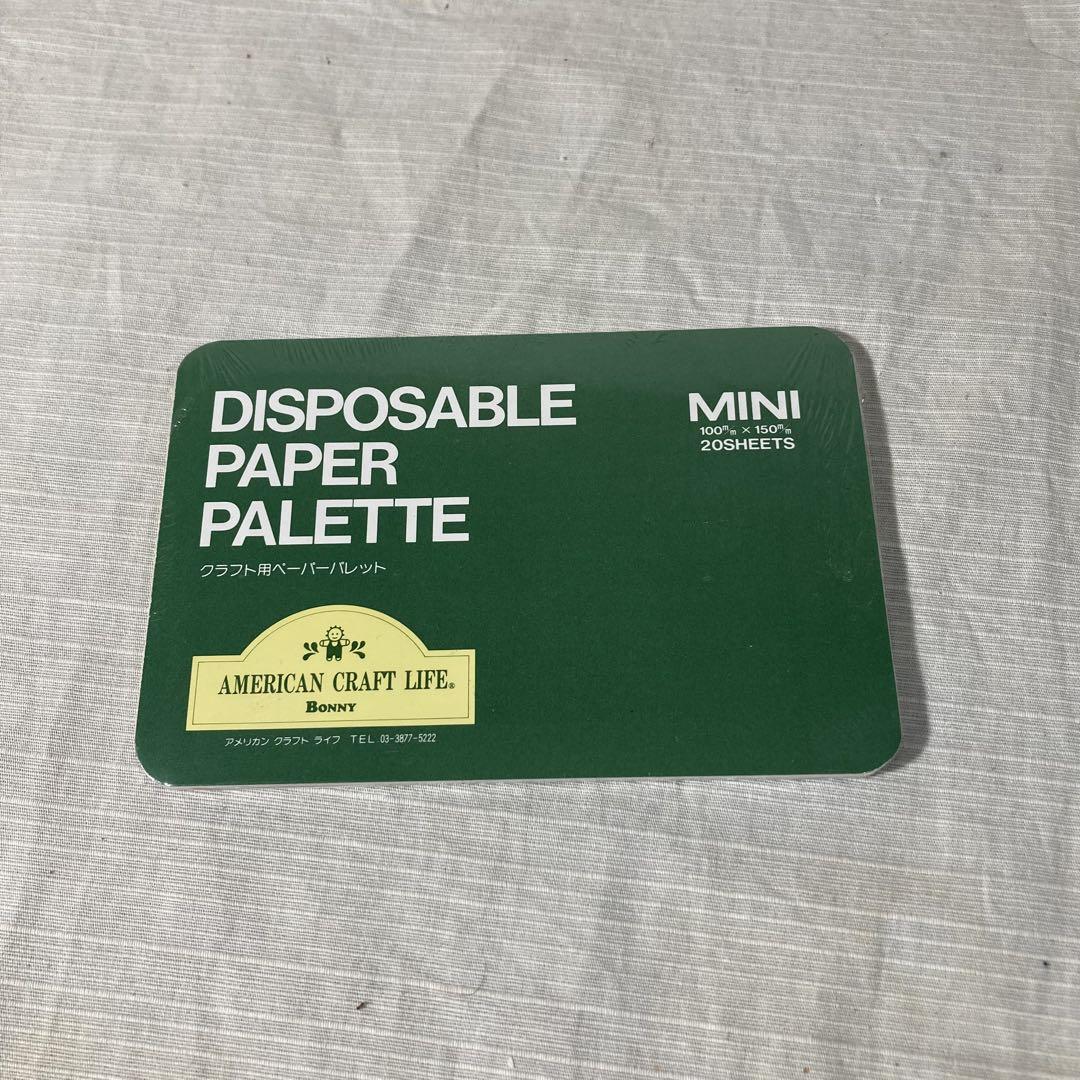 DISPOSABLE
PAPER
PALETTE
クラフト用ペーパーパレット
MINI
100mm × 150mm
20SHEETS
AMERICAN CRAFT LIFE®
BONNY
アメリカン クラフト ライフ TEL 03-3877-5222